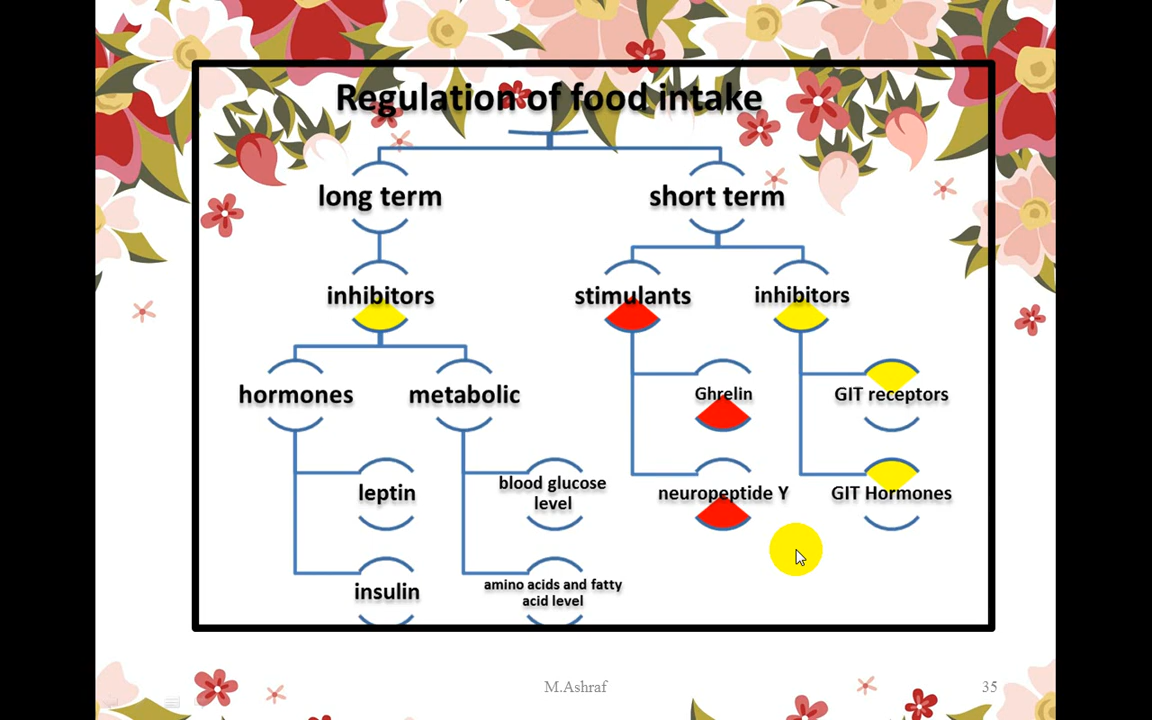 Regulation of food intake
long term
short term
inhibitors
stimulants
inhibitors
hormones
metabolic
Ghrelin
GIT receptors
leptin
blood glucose
level
neuropeptide Y
GIT Hormones
insulin
amino acids and fatty
acid level
M.Ashraf
35